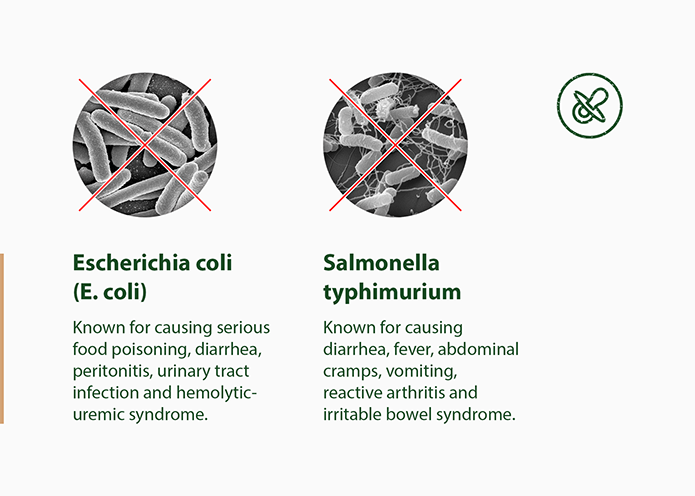 Escherichia coli
(E. coli)
Known for causing serious
food poisoning, diarrhea,
peritonitis, urinary tract
infection and hemolytic-
uremic syndrome.
Salmonella
typhimurium
Known for causing
diarrhea, fever, abdominal
cramps, vomiting,
reactive arthritis and
irritable bowel syndrome.